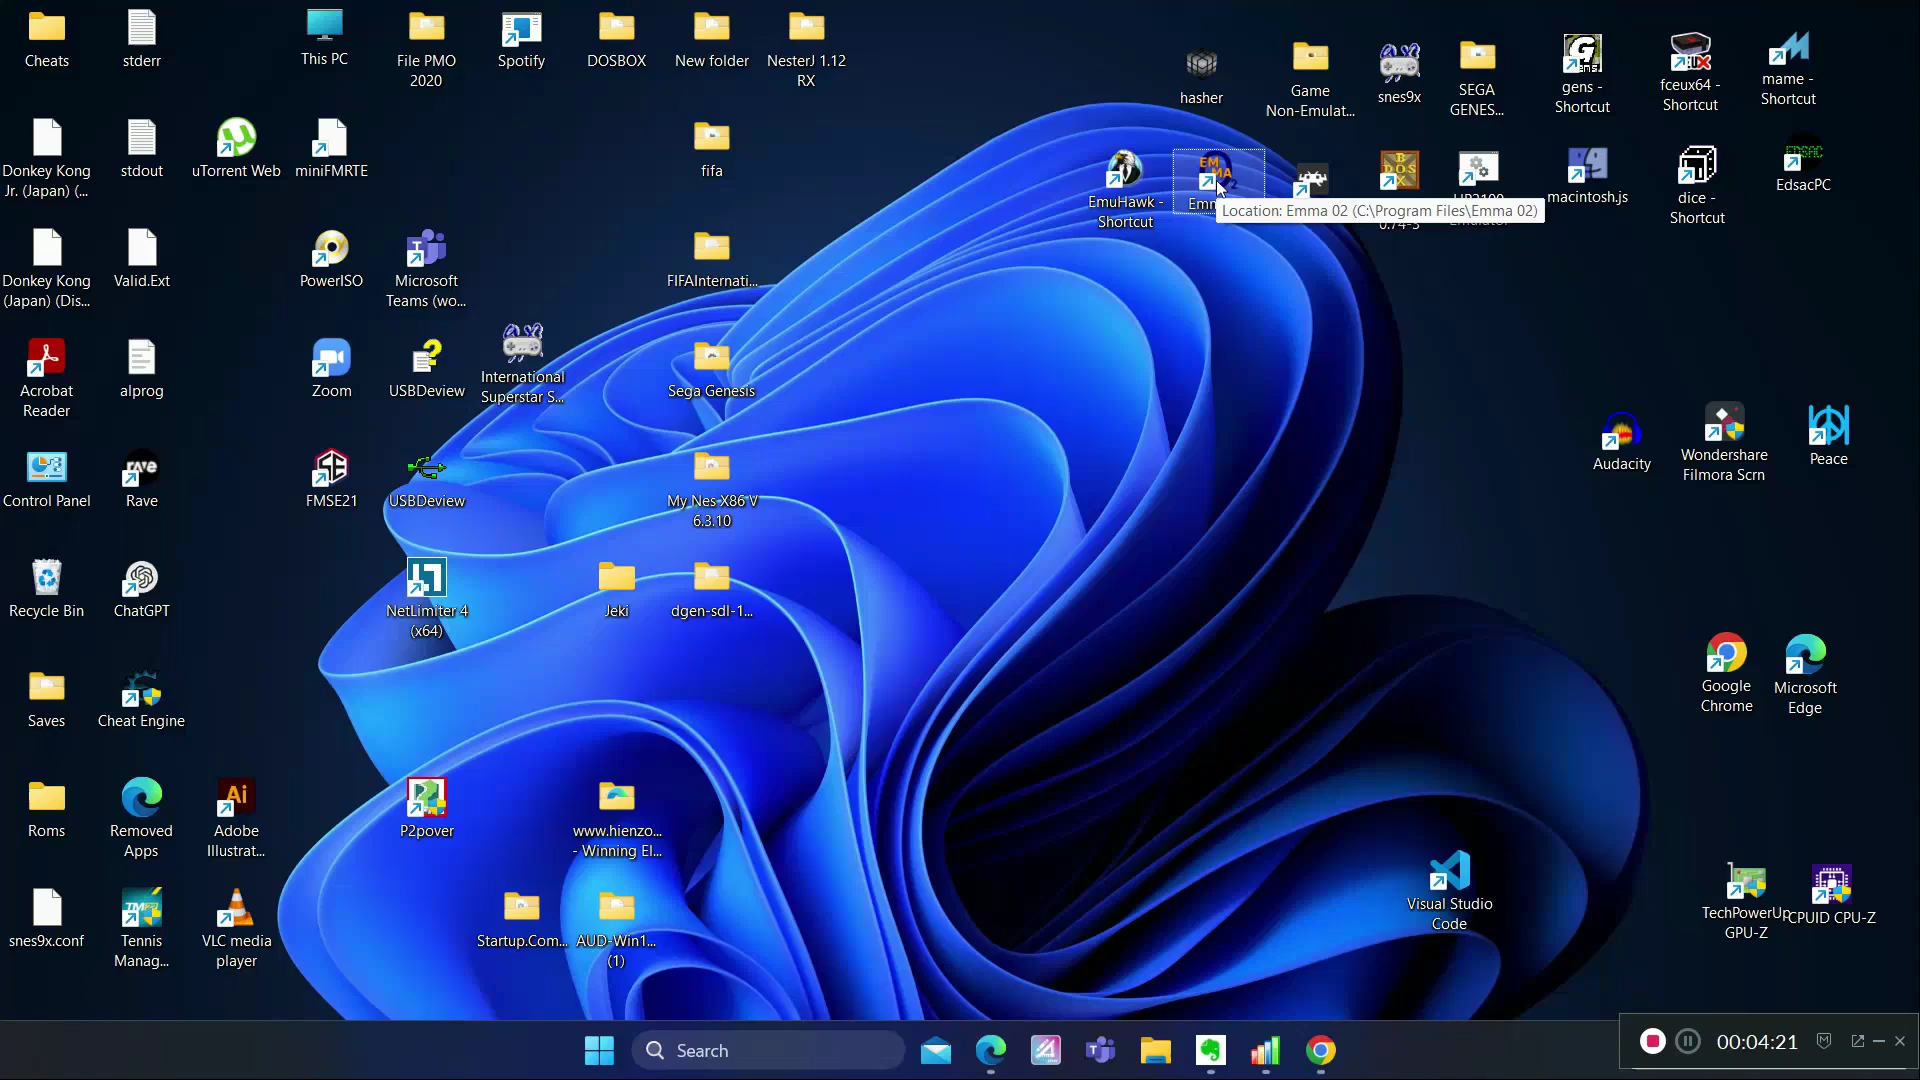 Cheats
stderr
This PC
File PMO
2020
Spotify
DOSBOX
New folder
NesterJ 1.12
RX
hasher
Game
Non-Emulat...
snes9x
SEGA
GENES...
gens -
Shortcut
fceux64 -
Shortcut
mame -
Shortcut
Donkey Kong
Jr. (Japan) (...
stdout
uTorrent Web
miniFMRTE
fifa
EmuHawk -
Shortcut
EM
MA
Location: Emma 02 (C:\Program Files\Emma 02)
macintosh.js
dice -
Shortcut
EDSAC
EdsacPC
Donkey Kong
(Japan) (Dis...
Valid.Ext
PowerISO
Microsoft
Teams (wo...
FIFAInternati...
Acrobat
Reader
alprog
Zoom
USBDeview
International
Superstar S...
Sega Genesis
Audacity
Wondershare
Filmora Scrn
Peace
Control Panel
Rave
FMSE21
USBDeview
My Nes X86 V
6.3.10
Recycle Bin
ChatGPT
NetLimiter 4
(x64)
Jeki
dgen-sdl-1...
Google
Chrome
Microsoft
Edge
Saves
Cheat Engine
Roms
Removed
Apps
Ai
Adobe
Illustrat...
P2pover
www.hienzo...
- Winning El...
Visual Studio
Code
snes9x.conf
Tennis
Manag...
VLC media
player
Startup.Com...
AUD-Win1...
(1)
TechPowerUp
GPU-Z
CPUID CPU-Z
Search
00:04:21